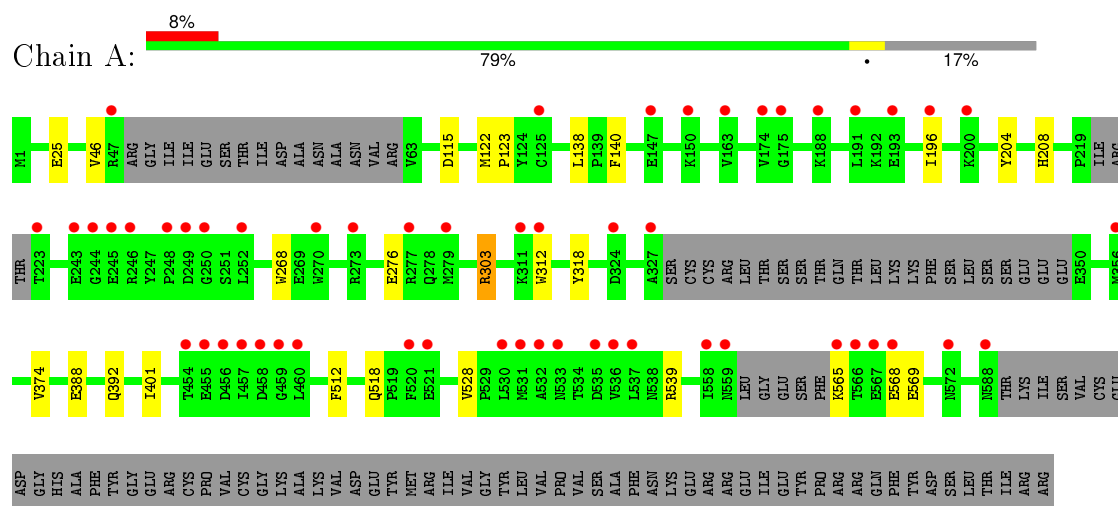 8%
Chain A:
79%
17%
M1 E25 V46 R47 ARG GLY ILE ILE GLU SER THR ILE ASP ALA ASN ALA ASN VAL ARG V63 D115 M122 P123 Y124 C125 L138 P139 F140 E147 K150 V163 V174 G175 K188 L191 K192 E193 I196 K200 Y204 H208 P219 ILE ARG
THR T223 E243 G244 E245 R246 Y247 P248 D249 G250 S251 L252 W268 E269 W270 R273 E276 R277 Q278 M279 R303 K311 W312 Y318 D324 A327 SER CYS CYS ARG LEU THR SER SER THR GLN THR LEU LYS LYS PHE SER LEU SER SER GLU GLU GLU E350 M356
V374 E388 Q392 I401 T454 E455 D456 I457 D458 G459 L460 F512 Q518 P519 F520 E521 V528 P529 L530 M531 A532 N533 T534 D535 V536 L537 N538 R539 I558 N559 LEU GLY GLU SER PHE K565 T566 E567 E568 E569 N572 N588 THR LYS ILE SER VAL CYS GLU
ASP GLY HIS ALA PHE TYR GLY GLU ARG CYS PRO VAL CYS GLY LYS ALA LYS VAL ASP GLU TYR MET ARG ILE VAL GLY TYR LEU VAL PRO VAL SER ALA PHE ASN LYS GLU ARG ARG GLU ILE GLU TYR PRO ARG ARG GLN PHE TYR ASP SER LEU THR ILE ARG ARG